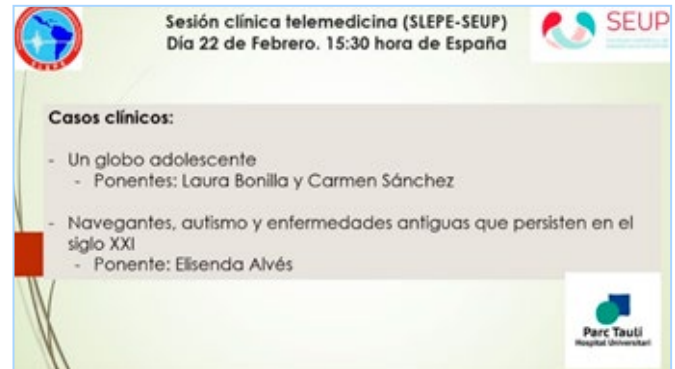 Sesión clínica telemedicina (SLEPE-SEUP)
Día 22 de Febrero. 15:30 hora de España
SLEPE
SEUP
Casos clínicos:
- Un globo adolescente
- Ponentes: Laura Bonilla y Carmen Sánchez
- Navegantes, autismo y enfermedades antiguas que persisten en el
siglo XXI
- Ponente: Elisenda Alvés
Parc Taulí
Hospital Universitari